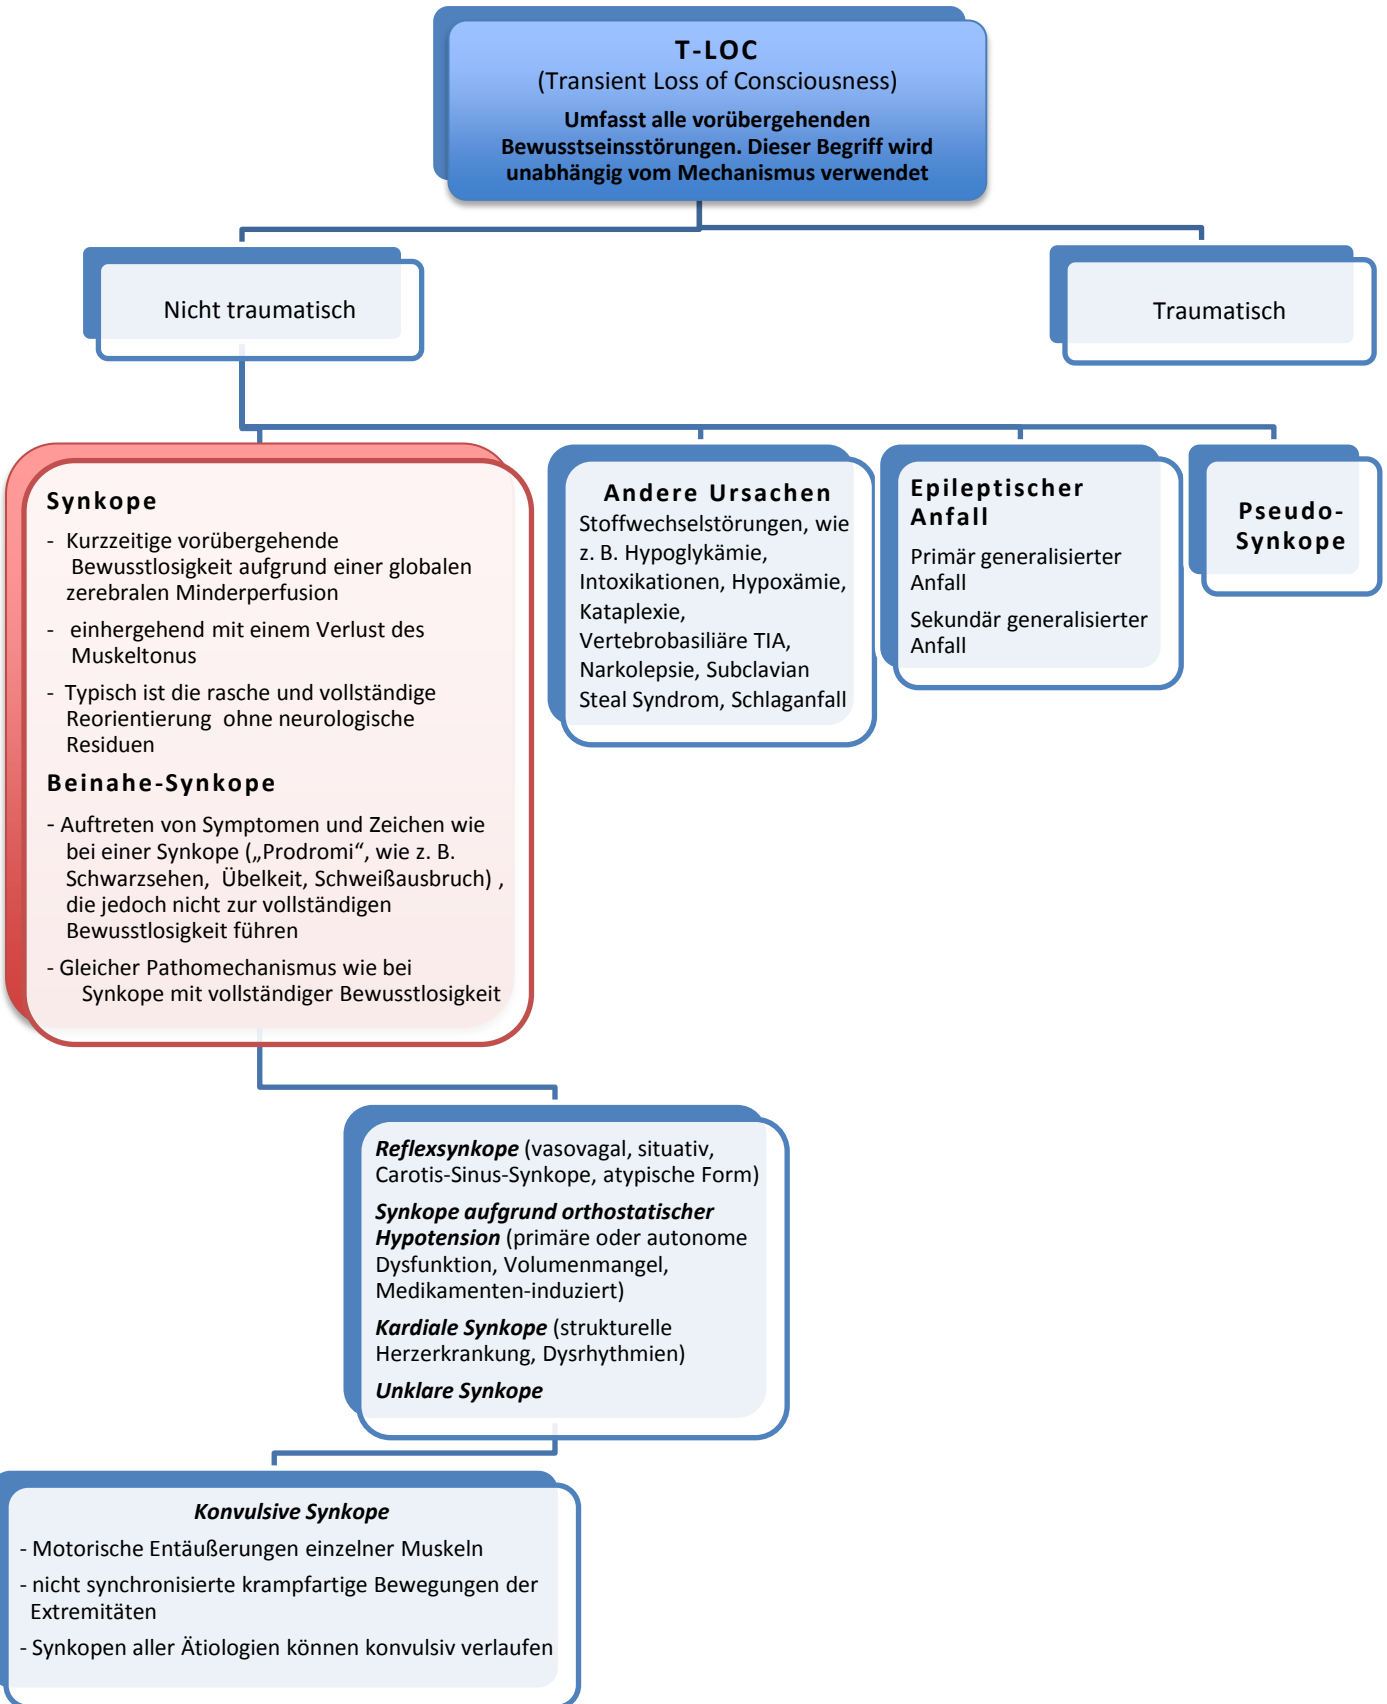 T-LOC
(Transient Loss of Consciousness)
Umfasst alle vorübergehenden
Bewusstseinsstörungen. Dieser Begriff wird
unabhängig vom Mechanismus verwendet
Nicht traumatisch
Traumatisch
Synkope
- Kurzzeitige vorübergehende
Bewusstlosigkeit aufgrund einer globalen
zerebralen Minderperfusion
- einhergehend mit einem Verlust des
Muskeltonus
- Typisch ist die rasche und vollständige
Reorientierung ohne neurologische
Residuen
Beinahe-Synkope
- Auftreten von Symptomen und Zeichen wie
bei einer Synkope („Prodromi“, wie z. B.
Schwarzsehen, Übelkeit, Schweißausbruch) ,
die jedoch nicht zur vollständigen
Bewusstlosigkeit führen
- Gleicher Pathomechanismus wie bei
Synkope mit vollständiger Bewusstlosigkeit
Andere Ursachen
Stoffwechselstörungen, wie
z. B. Hypoglykämie,
Intoxikationen, Hypoxämie,
Kataplexie,
Vertebrobasiliäre TIA,
Narkolepsie, Subclavian
Steal Syndrom, Schlaganfall
Epileptischer
Anfall
Primär generalisierter
Anfall
Sekundär generalisierter
Anfall
Pseudo-
Synkope
Reflexsynkope (vasovagal, situativ,
Carotis-Sinus-Synkope, atypische Form)
Synkope aufgrund orthostatischer
Hypotension (primäre oder autonome
Dysfunktion, Volumenmangel,
Medikamenten-induziert)
Kardiale Synkope (strukturelle
Herzerkrankung, Dysrhythmien)
Unklare Synkope
Konvulsive Synkope
- Motorische Entäußerungen einzelner Muskeln
- nicht synchronisierte krampfartige Bewegungen der
Extremitäten
- Synkopen aller Ätiologien können konvulsiv verlaufen